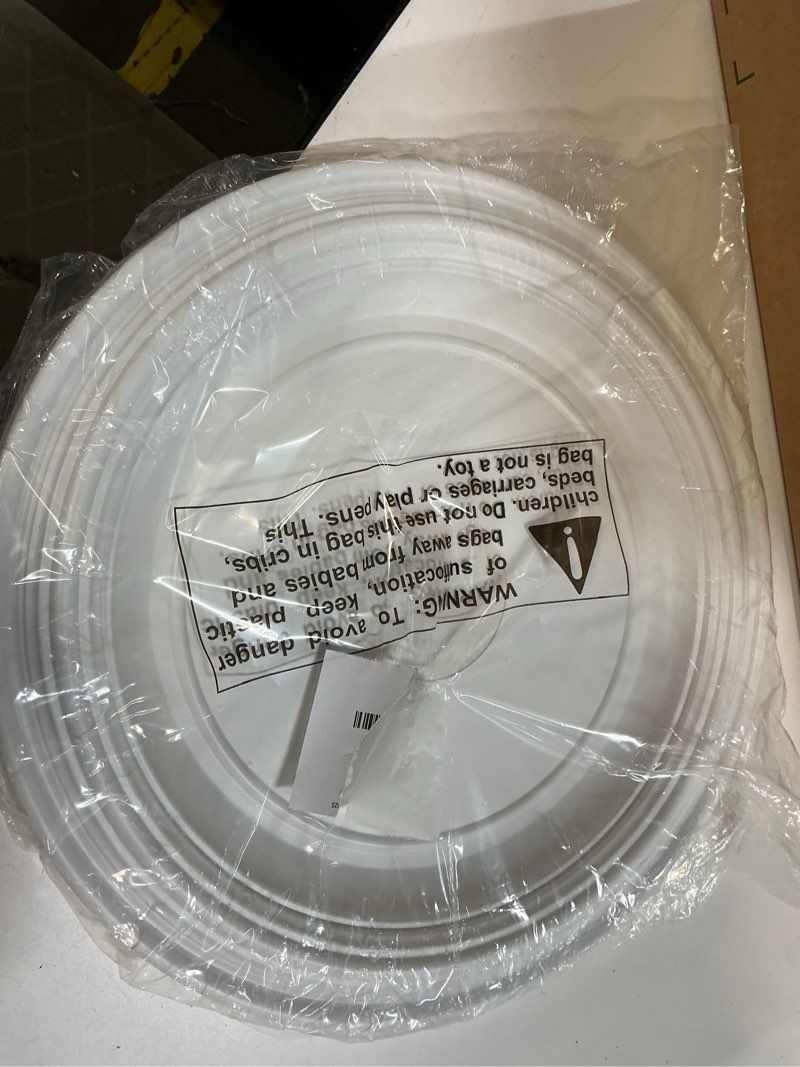 WARNING: To avoid danger
of suffocation, keep plastic
bags away from babies and
children. Do not use this bag in cribs,
beds, carriages or play pens. This
bag is not a toy.